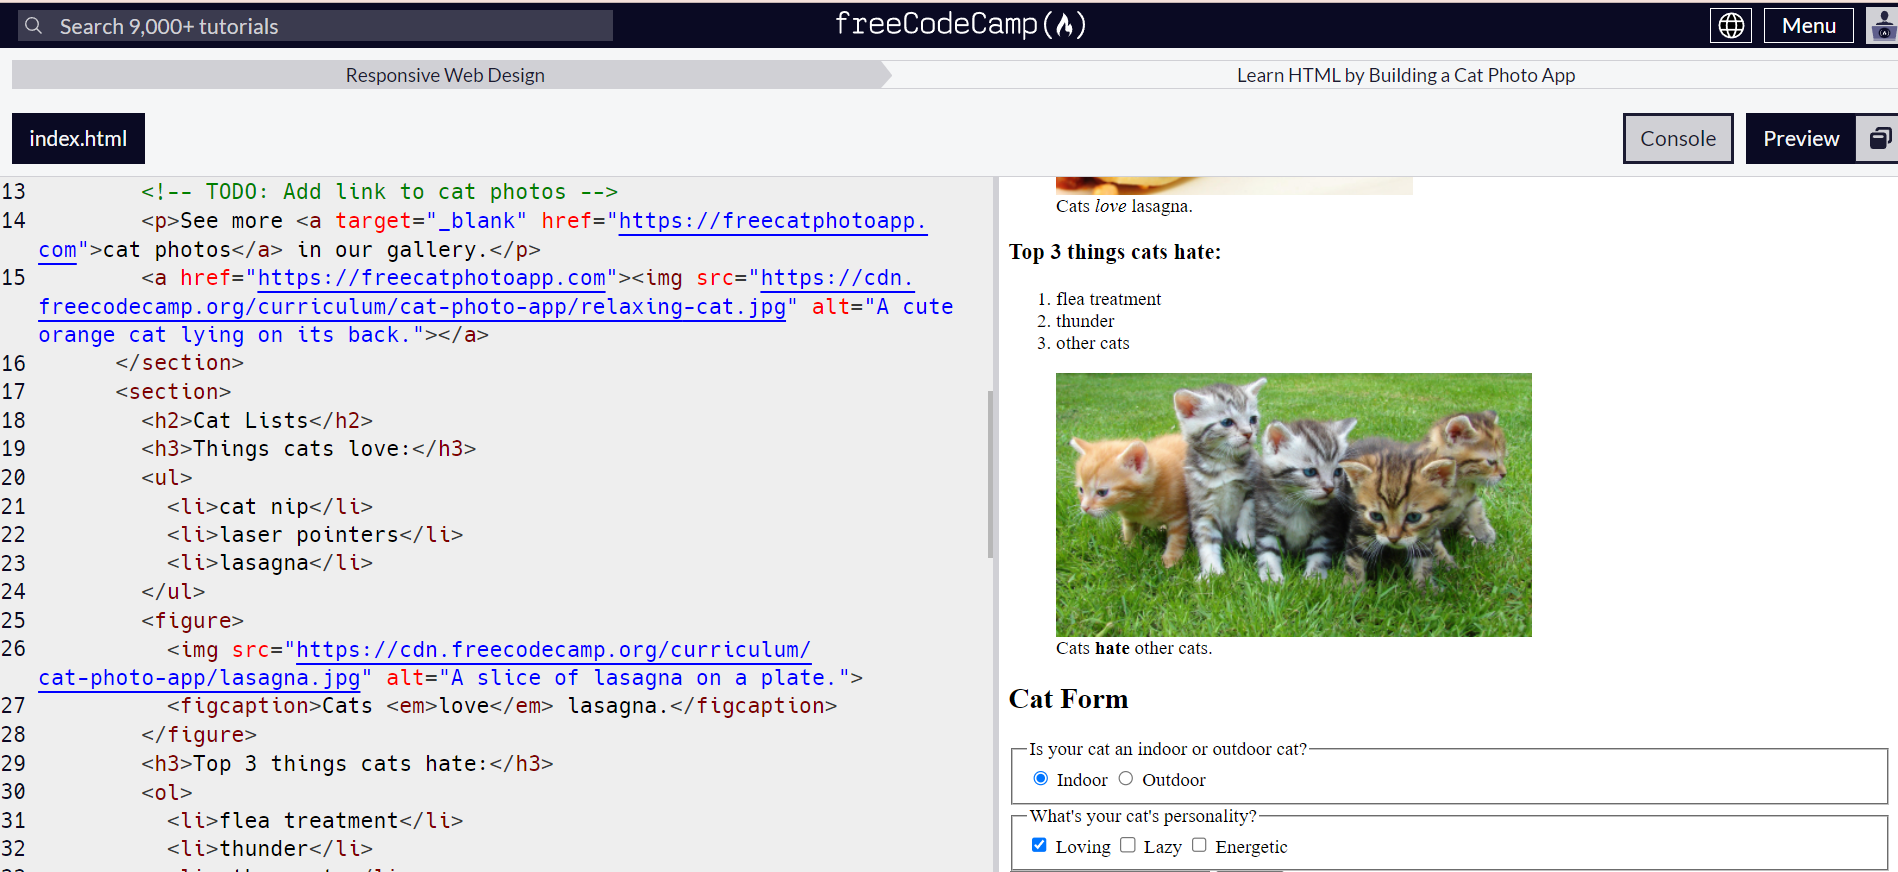 Search 9,000+ tutorials
freeCodeCamp
Menu
Responsive Web Design
Learn HTML by Building a Cat Photo App
index.html
Console
Preview
13 <!-- TODO: Add link to cat photos -->
14 <p>See more <a target="_blank" href="https://freecatphotoapp.
com">cat photos</a> in our gallery.</p>
15 <a href="https://freecatphotoapp.com"><img src="https://cdn.
freecodecamp.org/curriculum/cat-photo-app/relaxing-cat.jpg" alt="A cute
orange cat lying on its back."></a>
16 </section>
17 <section>
18 <h2>Cat Lists</h2>
19 <h3>Things cats love:</h3>
20 <ul>
21 <li>cat nip</li>
22 <li>laser pointers</li>
23 <li>lasagna</li>
24 </ul>
25 <figure>
26 <img src="https://cdn.freecodecamp.org/curriculum/
cat-photo-app/lasagna.jpg" alt="A slice of lasagna on a plate.">
27 <figcaption>Cats <em>love</em> lasagna.</figcaption>
28 </figure>
29 <h3>Top 3 things cats hate:</h3>
30 <ol>
31 <li>flea treatment</li>
32 <li>thunder</li>
Cats love lasagna.
Top 3 things cats hate:
1. flea treatment
2. thunder
3. other cats
Cats hate other cats.
Cat Form
Is your cat an indoor or outdoor cat?
Indoor Outdoor
What's your cat's personality?
Loving Lazy Energetic